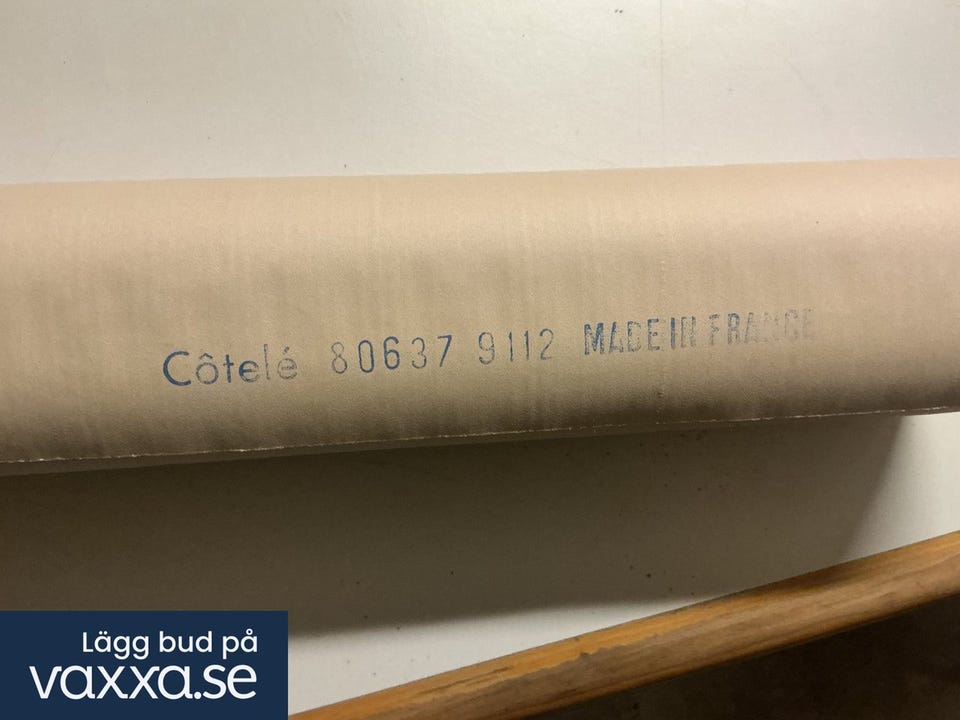 Côtelé 80637 9112 MADE IN FRANCE
Lägg bud på
vaxxa.se